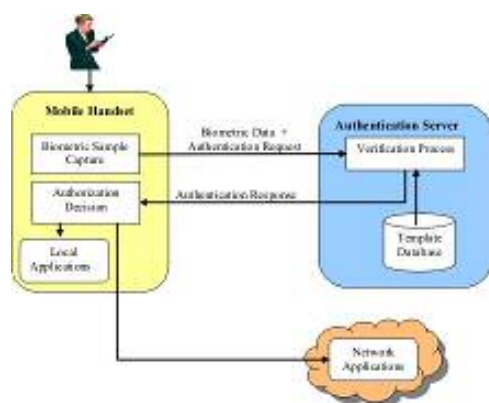 Mobile Handset
Biometric Sample
Capture
Authorization
Decision
Local
Applications
Biometric Data +
Authentication Request
Authentication Response
Authentication Server
Verification Process
Template
Database
Network
Applications